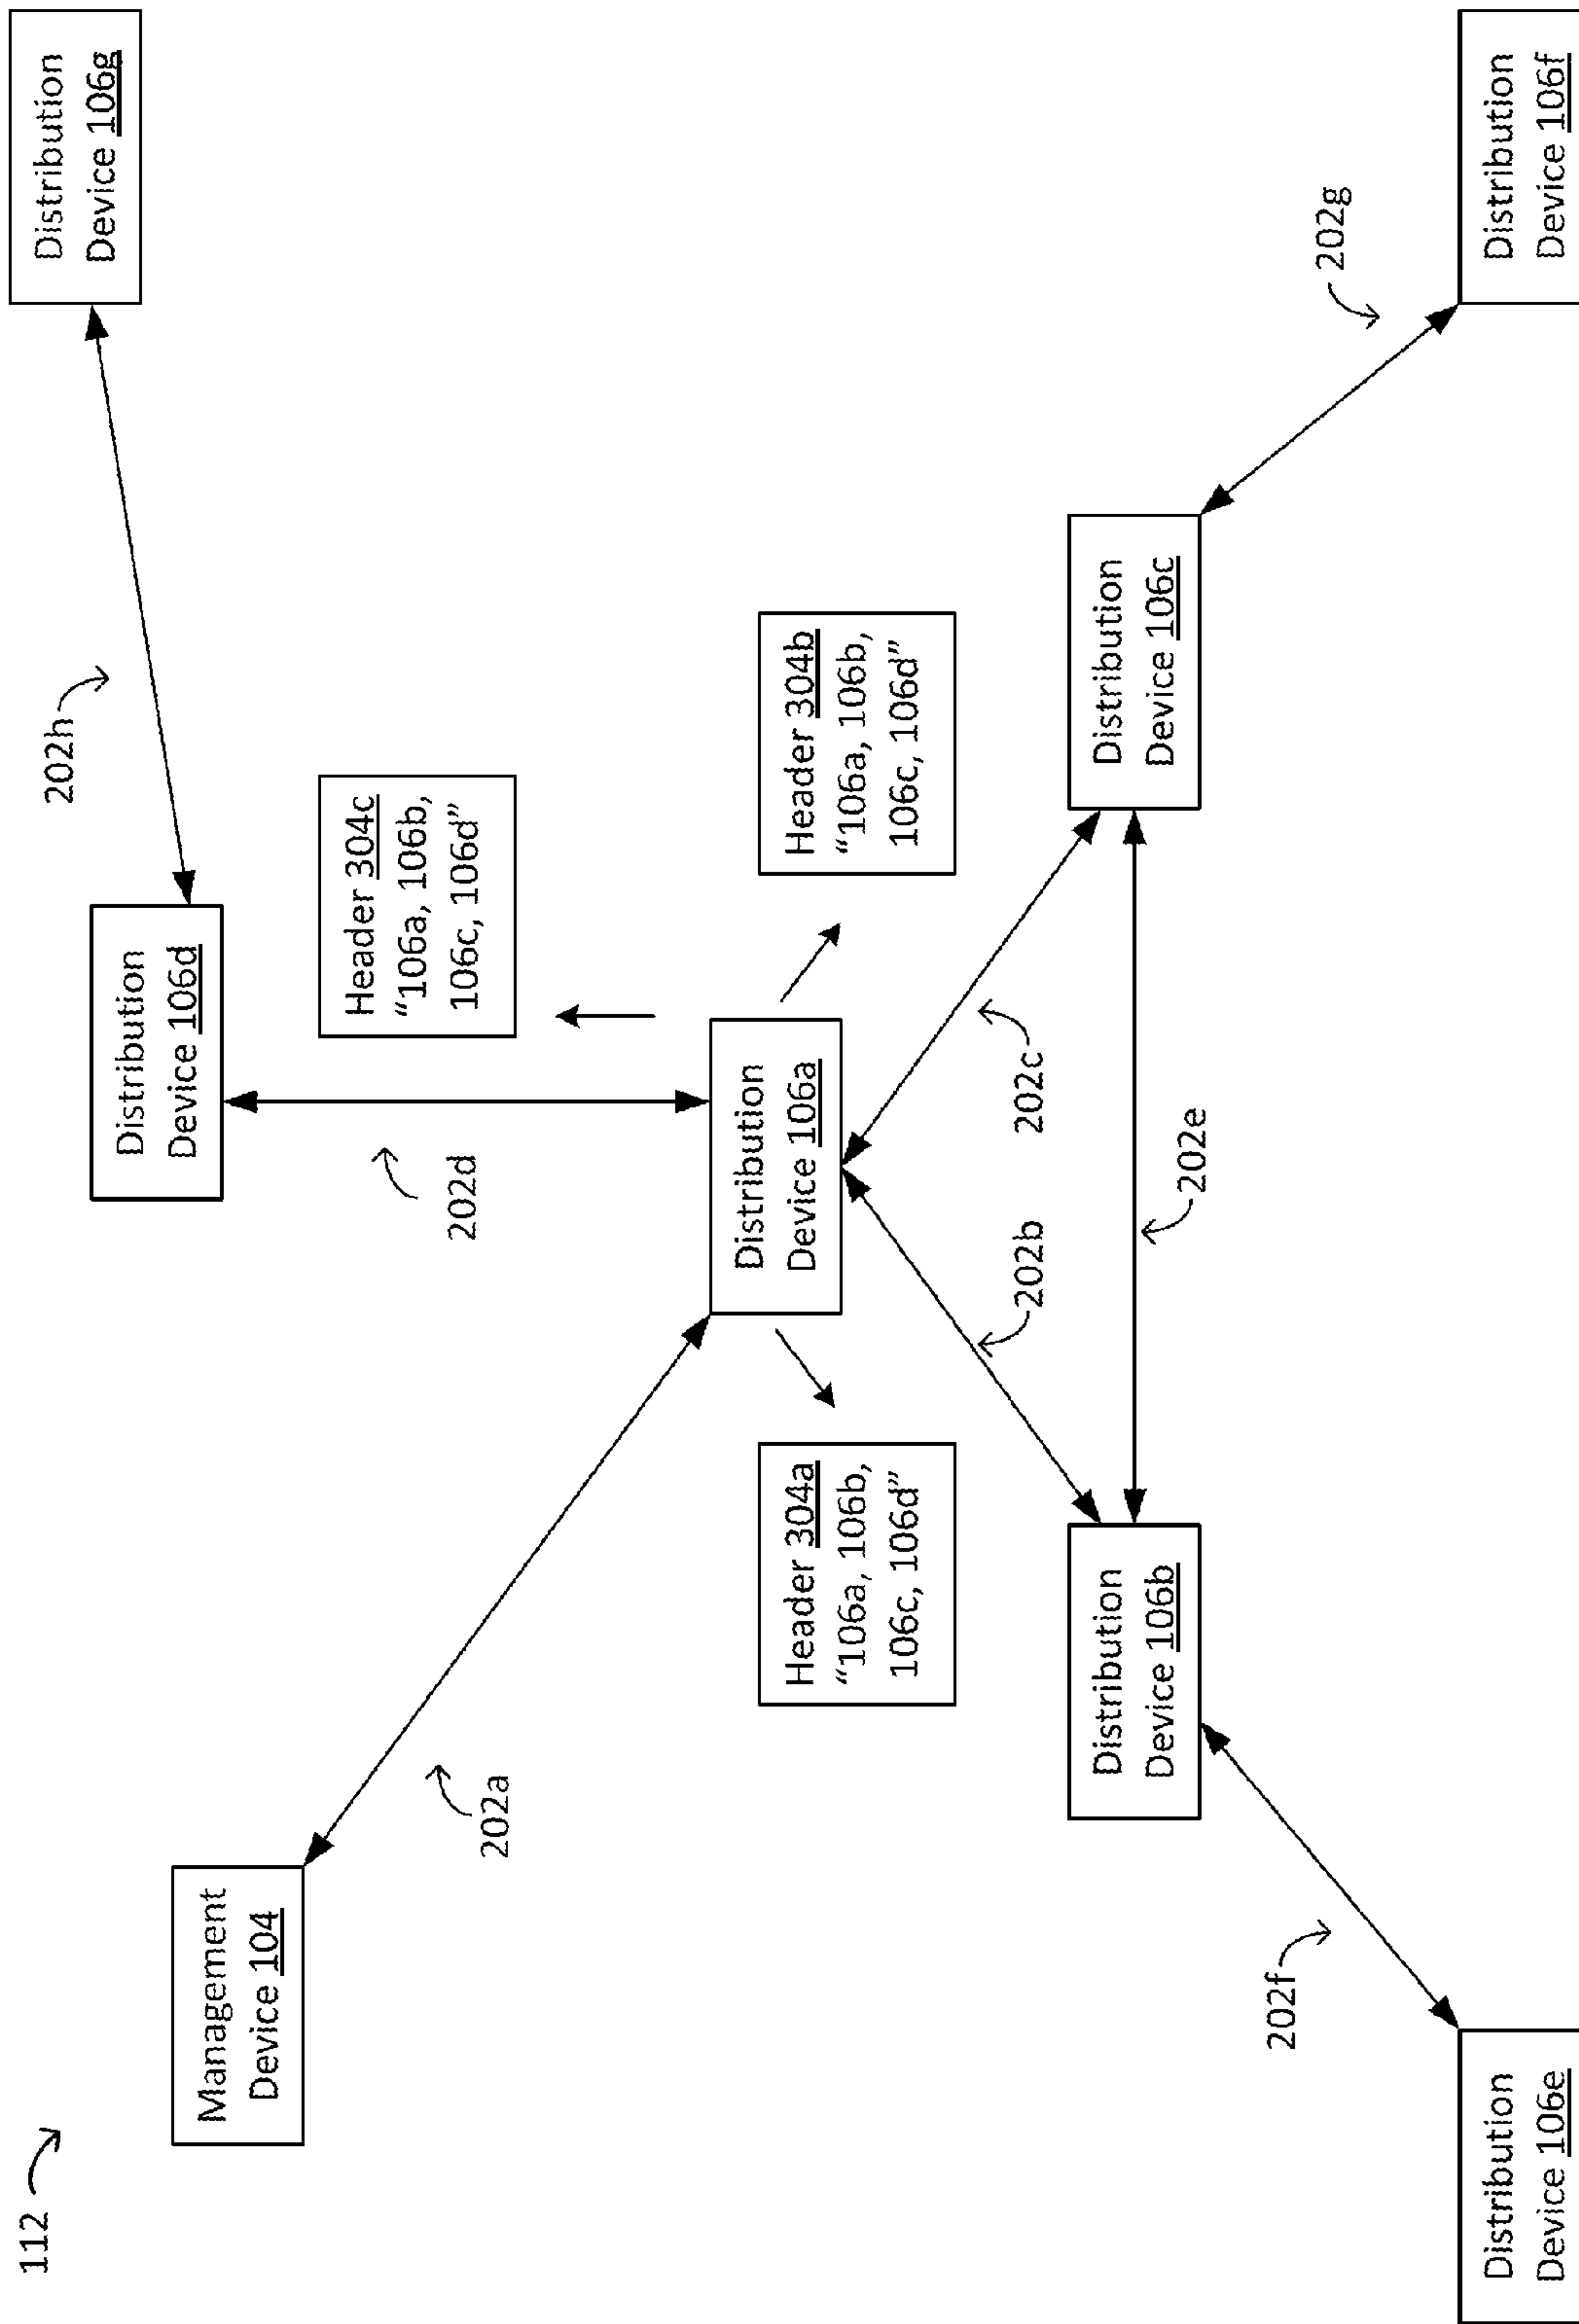 112
Management
Device 104
202a
Distribution
Device 106d
202h
Distribution
Device 106g
202d
Header 304c
“106a, 106b,
106c, 106d”
Distribution
Device 106a
Header 304a
“106a, 106b,
106c, 106d”
Header 304b
“106a, 106b,
106c, 106d”
202b
202c
Distribution
Device 106b
202e
Distribution
Device 106c
202f
202g
Distribution
Device 106e
Distribution
Device 106f